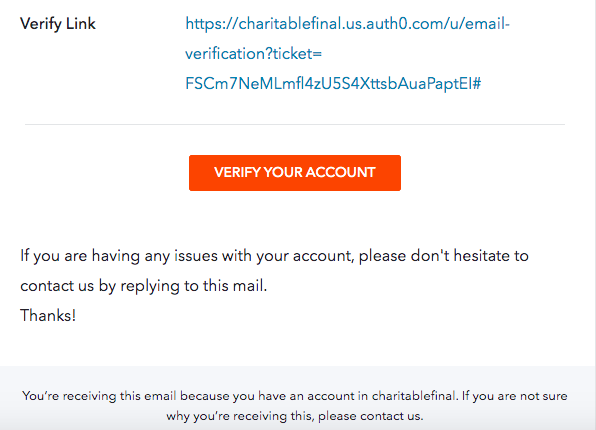 Verify Link https://charitablefinal.us.auth0.com/u/email-
verification?ticket=
FSCm7NeMLmfl4zU5S4XttsbAuaPaptEI#
VERIFY YOUR ACCOUNT
If you are having any issues with your account, please don't hesitate to
contact us by replying to this mail.
Thanks!
You’re receiving this email because you have an account in charitablefinal. If you are not sure
why you’re receiving this, please contact us.